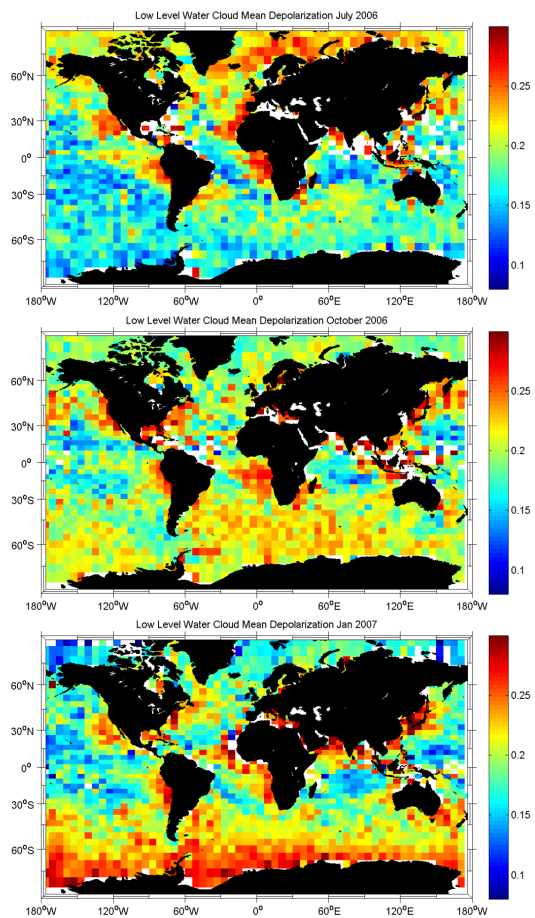 Low Level Water Cloud Mean Depolarization July 2006
60°N
30°N
0°
30°S
60°S
180°W 120°W 60°W 0° 60°E 120°E 180°W
0.25
0.2
0.15
0.1
Low Level Water Cloud Mean Depolarization October 2006
60°N
30°N
0°
30°S
60°S
180°W 120°W 60°W 0° 60°E 120°E 180°W
0.25
0.2
0.15
0.1
Low Level Water Cloud Mean Depolarization Jan 2007
60°N
30°N
0°
30°S
60°S
180°W 120°W 60°W 0° 60°E 120°E 180°W
0.25
0.2
0.15
0.1